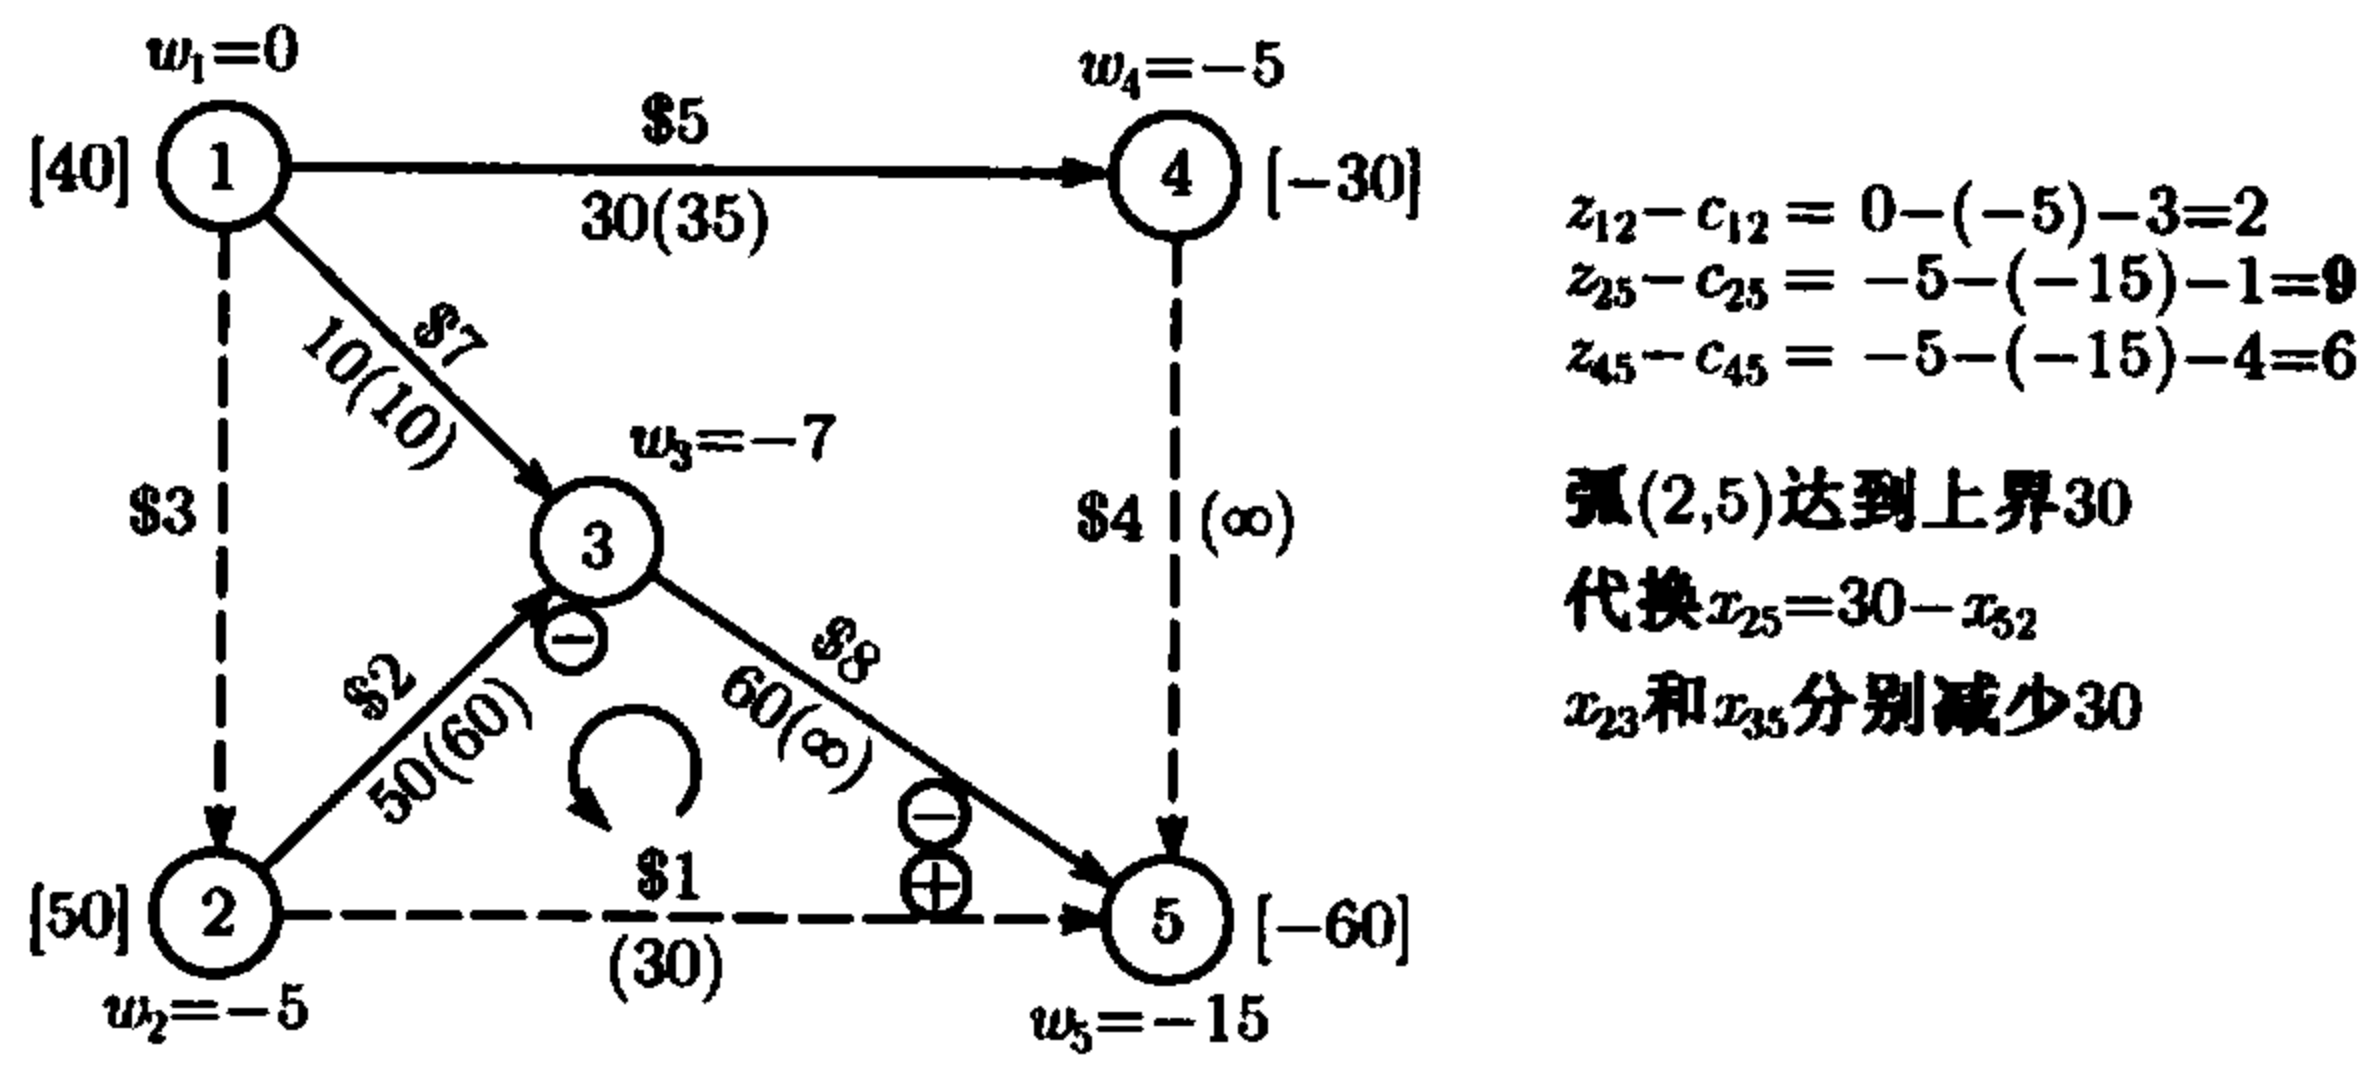 w₁=0
w₄=−5
$5
[40]
1
4
[−30]
30(35)
$7
10(10)
w₃=−7
$3
$4
(∞)
3
⊖
$2
50(60)
$8
60(∞)
⊖
⊕
$1
[50]
2
5
[−60]
(30)
w₂=−5
w₅=−15
z₁₂−c₁₂ = 0−(−5)−3=2
z₂₅−c₂₅ = −5−(−15)−1=9
z₄₅−c₄₅ = −5−(−15)−4=6
弧(2,5)达到上界30
代换x₂₅=30−x₅₂
x₂₃和x₃₅分别减少30